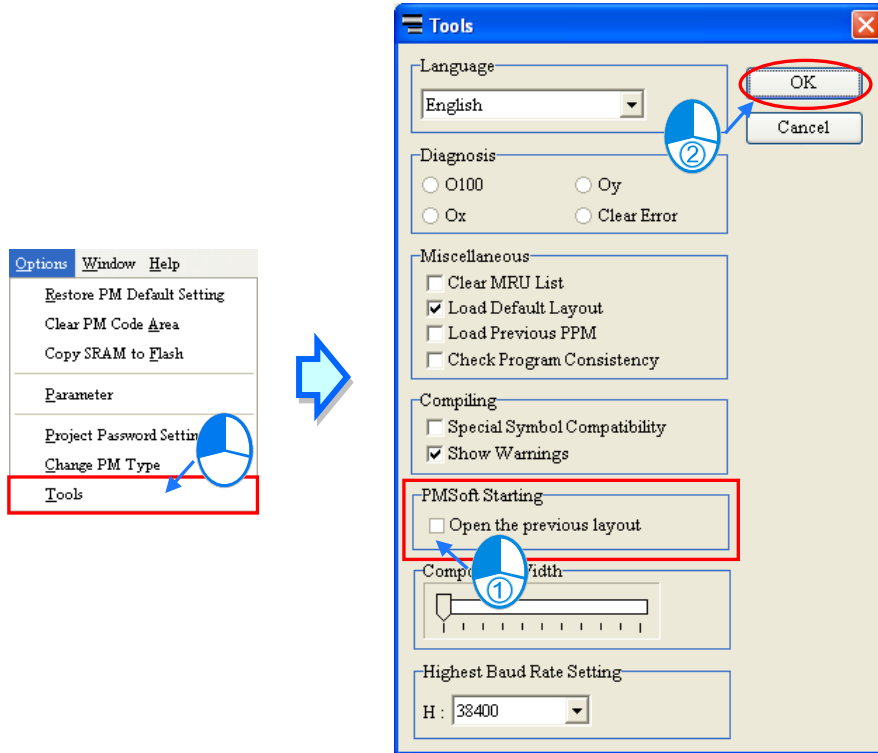 Options Window Help
Restore PM Default Setting
Clear PM Code Area
Copy SRAM to Flash
Parameter
Project Password
Change PM Type
Tools
Tools
Language
English
OK
Cancel
②
Diagnosis
O100 Oy
Ox Clear Error
Miscellaneous
Clear MRU List
Load Default Layout
Load Previous PPM
Check Program Consistency
Compiling
Special Symbol Compatibility
Show Warnings
PMSoft Starting
Open the previous layout
①
Highest Baud Rate Setting
H : 38400